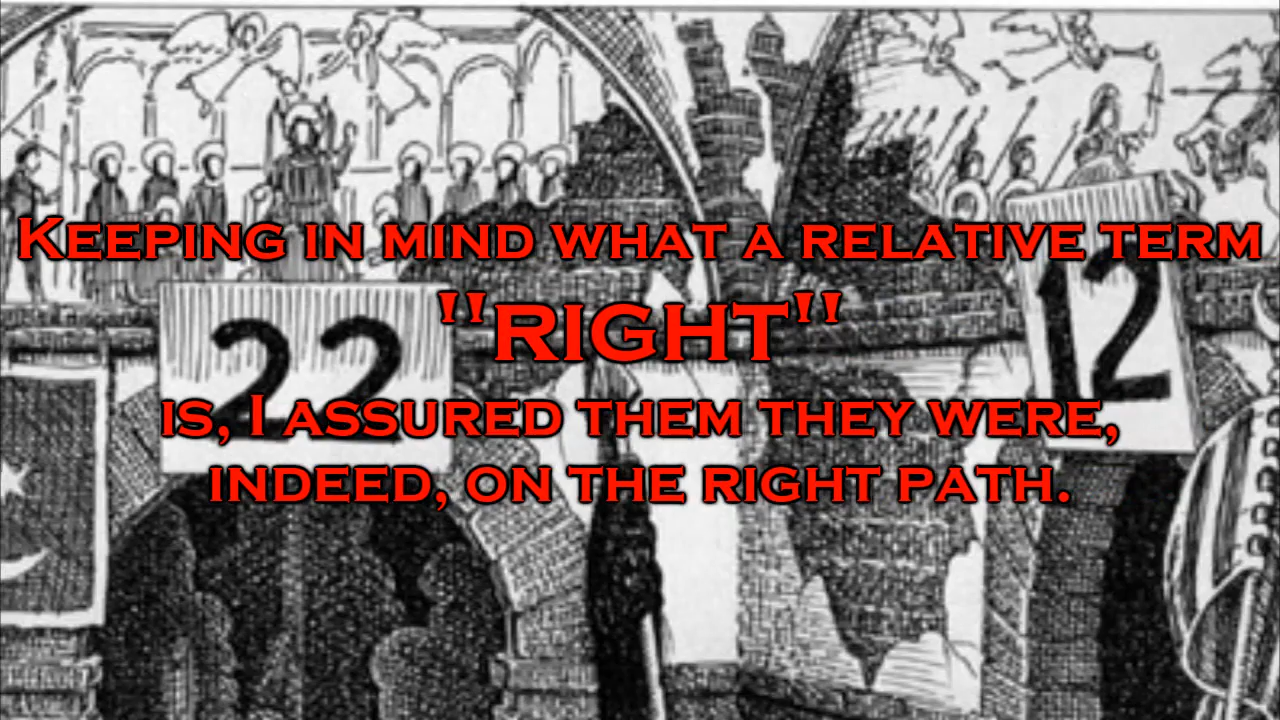 Keeping in mind what a relative term
"right"
is, I assured them they were,
indeed, on the right path.
22
12